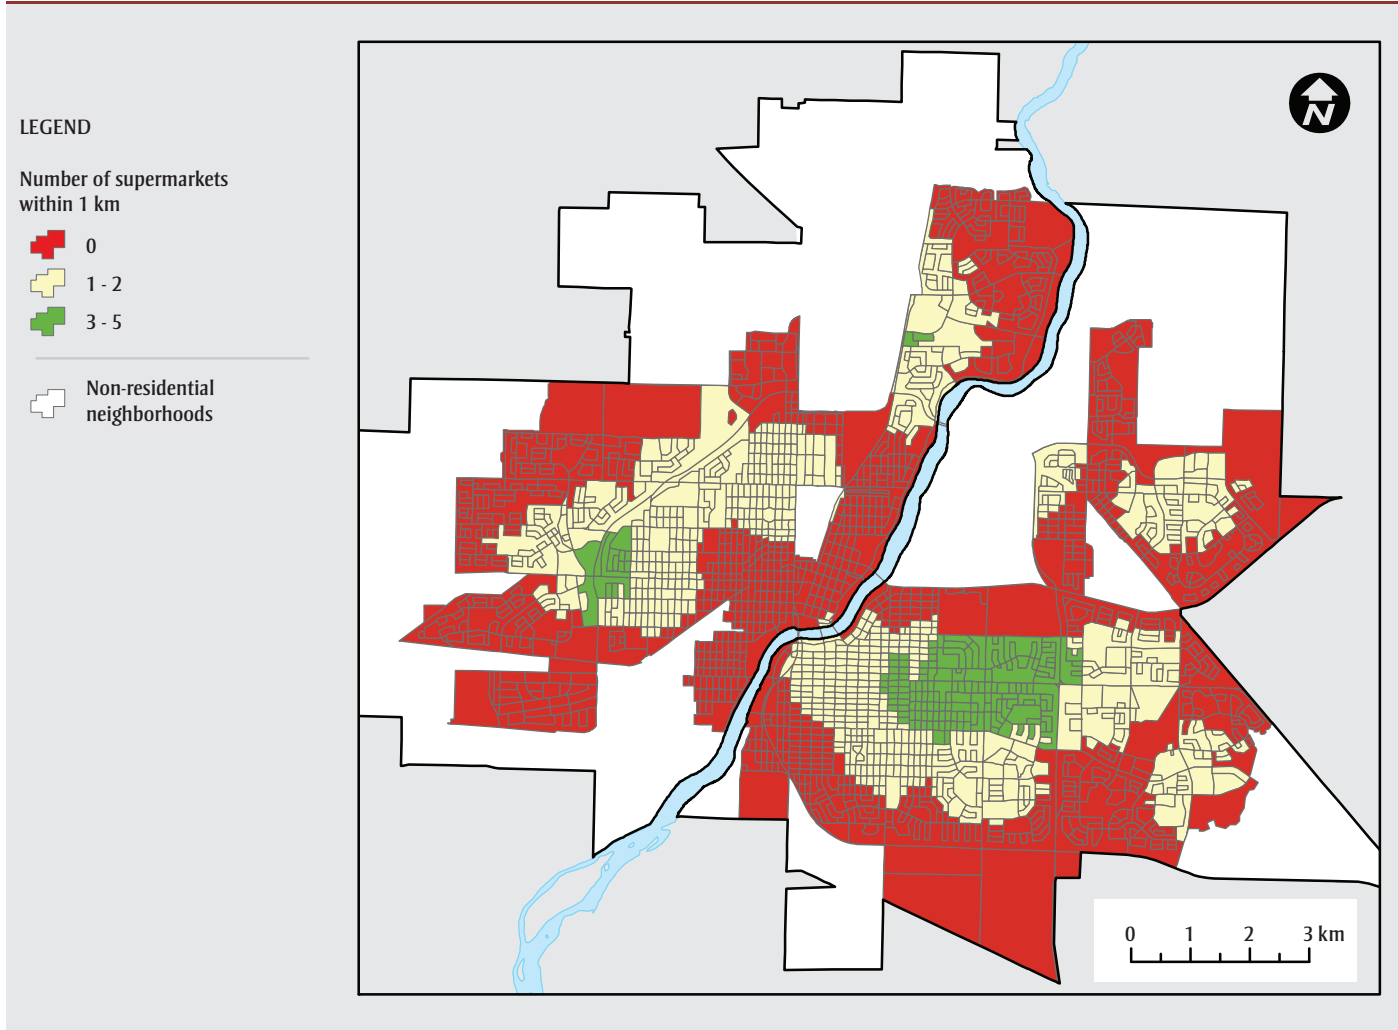 LEGEND
Number of supermarkets
within 1 km
0
1 - 2
3 - 5
Non-residential
neighborhoods
N
0 1 2 3 km